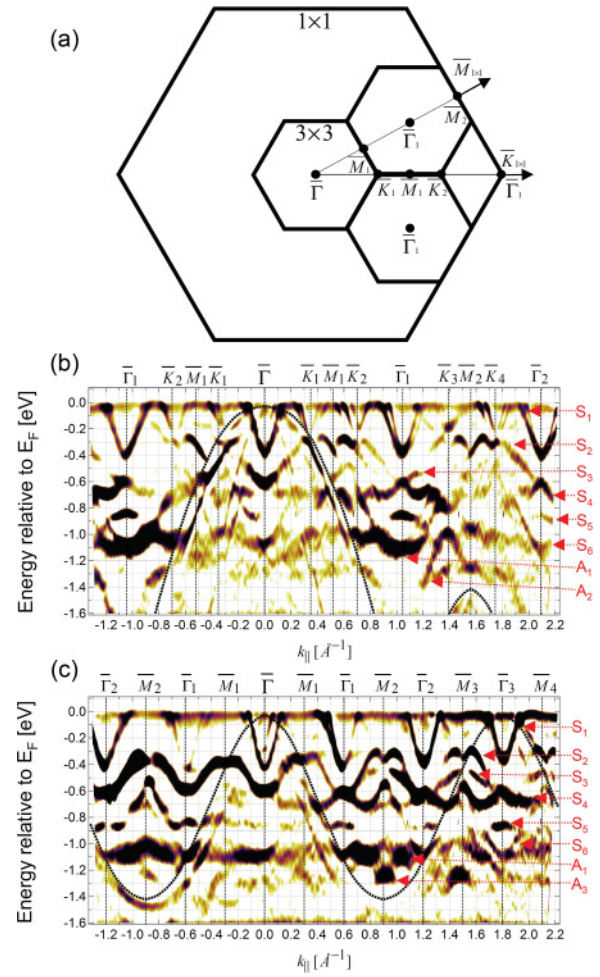 (a)
1×1
3×3
M̅1x1
M̅2
Γ̅1
M̅1
K̅1x1
Γ̅
K̅1 M̅1 K̅2 Γ̅1
Γ̅1
(b)
Γ̅1 K̅2 M̅1 K̅1 Γ̅ K̅1 M̅1 K̅2 Γ̅1 K̅3 M̅2 K̅4 Γ̅2
Energy relative to EF [eV]
0.0
-0.2
-0.4
-0.6
-0.8
-1.0
-1.2
-1.4
-1.6
S1
S2
S3
S4
S5
S6
A1
A2
-1.2 -1.0 -0.8 -0.6 -0.4 -0.2 0.0 0.2 0.4 0.6 0.8 1.0 1.2 1.4 1.6 1.8 2.0 2.2
k|| [Å⁻¹]
(c)
Γ̅2 M̅2 Γ̅1 M̅1 Γ̅ M̅1 Γ̅1 M̅2 Γ̅2 M̅3 Γ̅3 M̅4
Energy relative to EF [eV]
0.0
-0.2
-0.4
-0.6
-0.8
-1.0
-1.2
-1.4
-1.6
S1
S2
S3
S4
S5
S6
A1
A3
-1.2 -1.0 -0.8 -0.6 -0.4 -0.2 0.0 0.2 0.4 0.6 0.8 1.0 1.2 1.4 1.6 1.8 2.0 2.2
k|| [Å⁻¹]